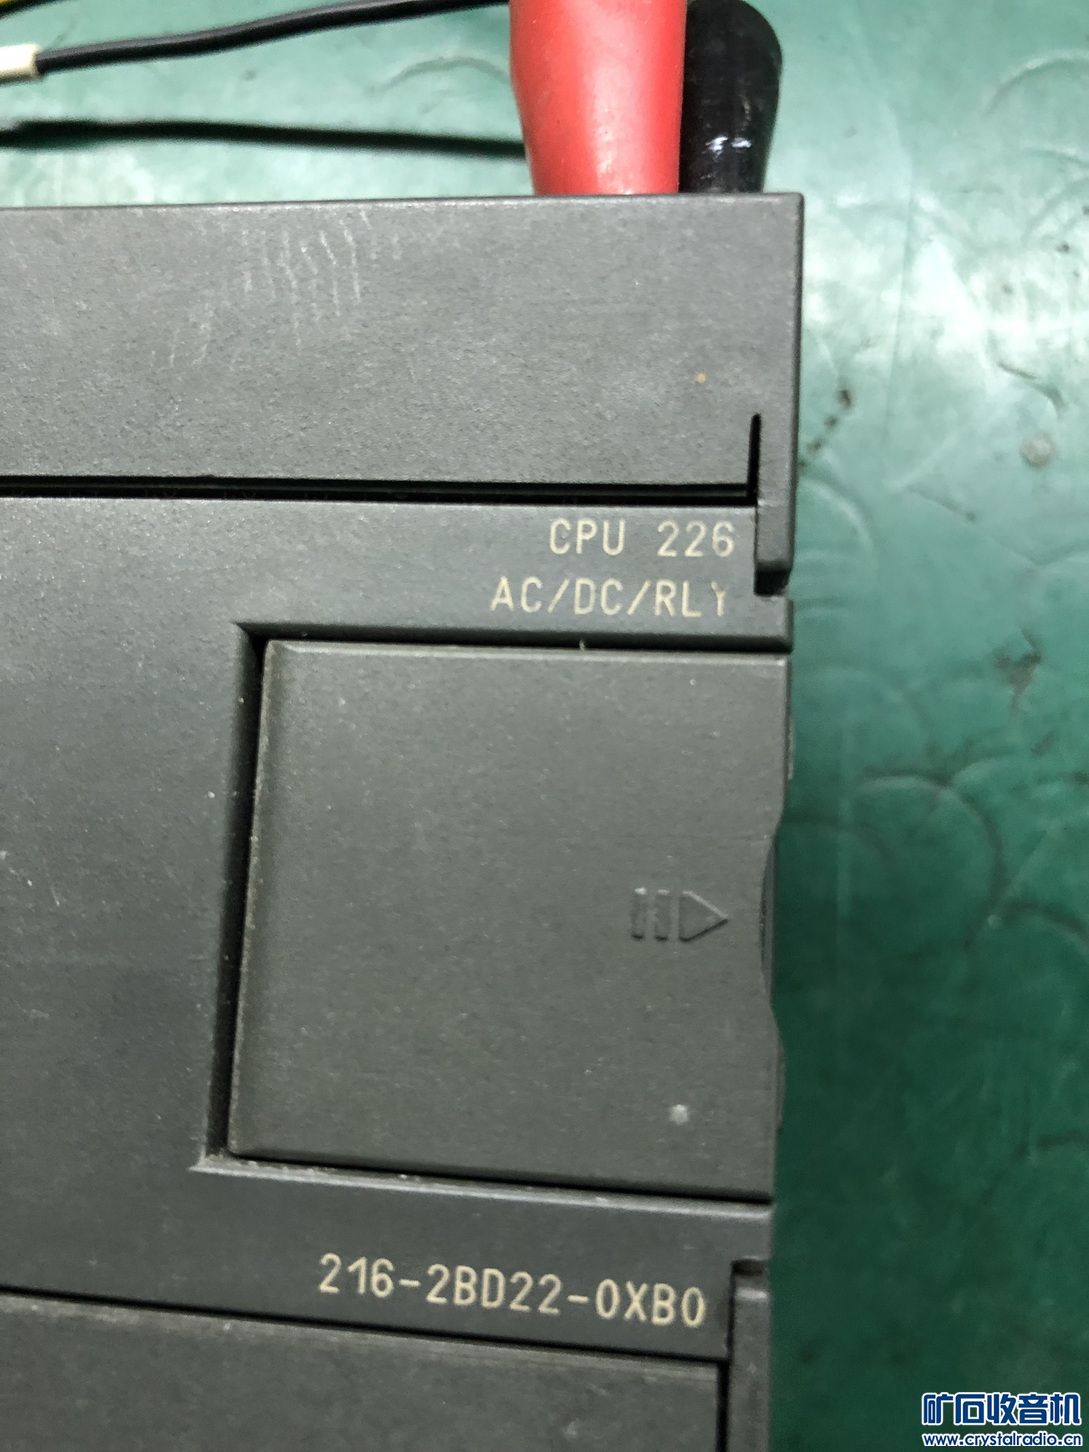 CPU 226
AC/DC/RLY
216-2BD22-0XB0
矿石收音机
www.crystalradio.cn